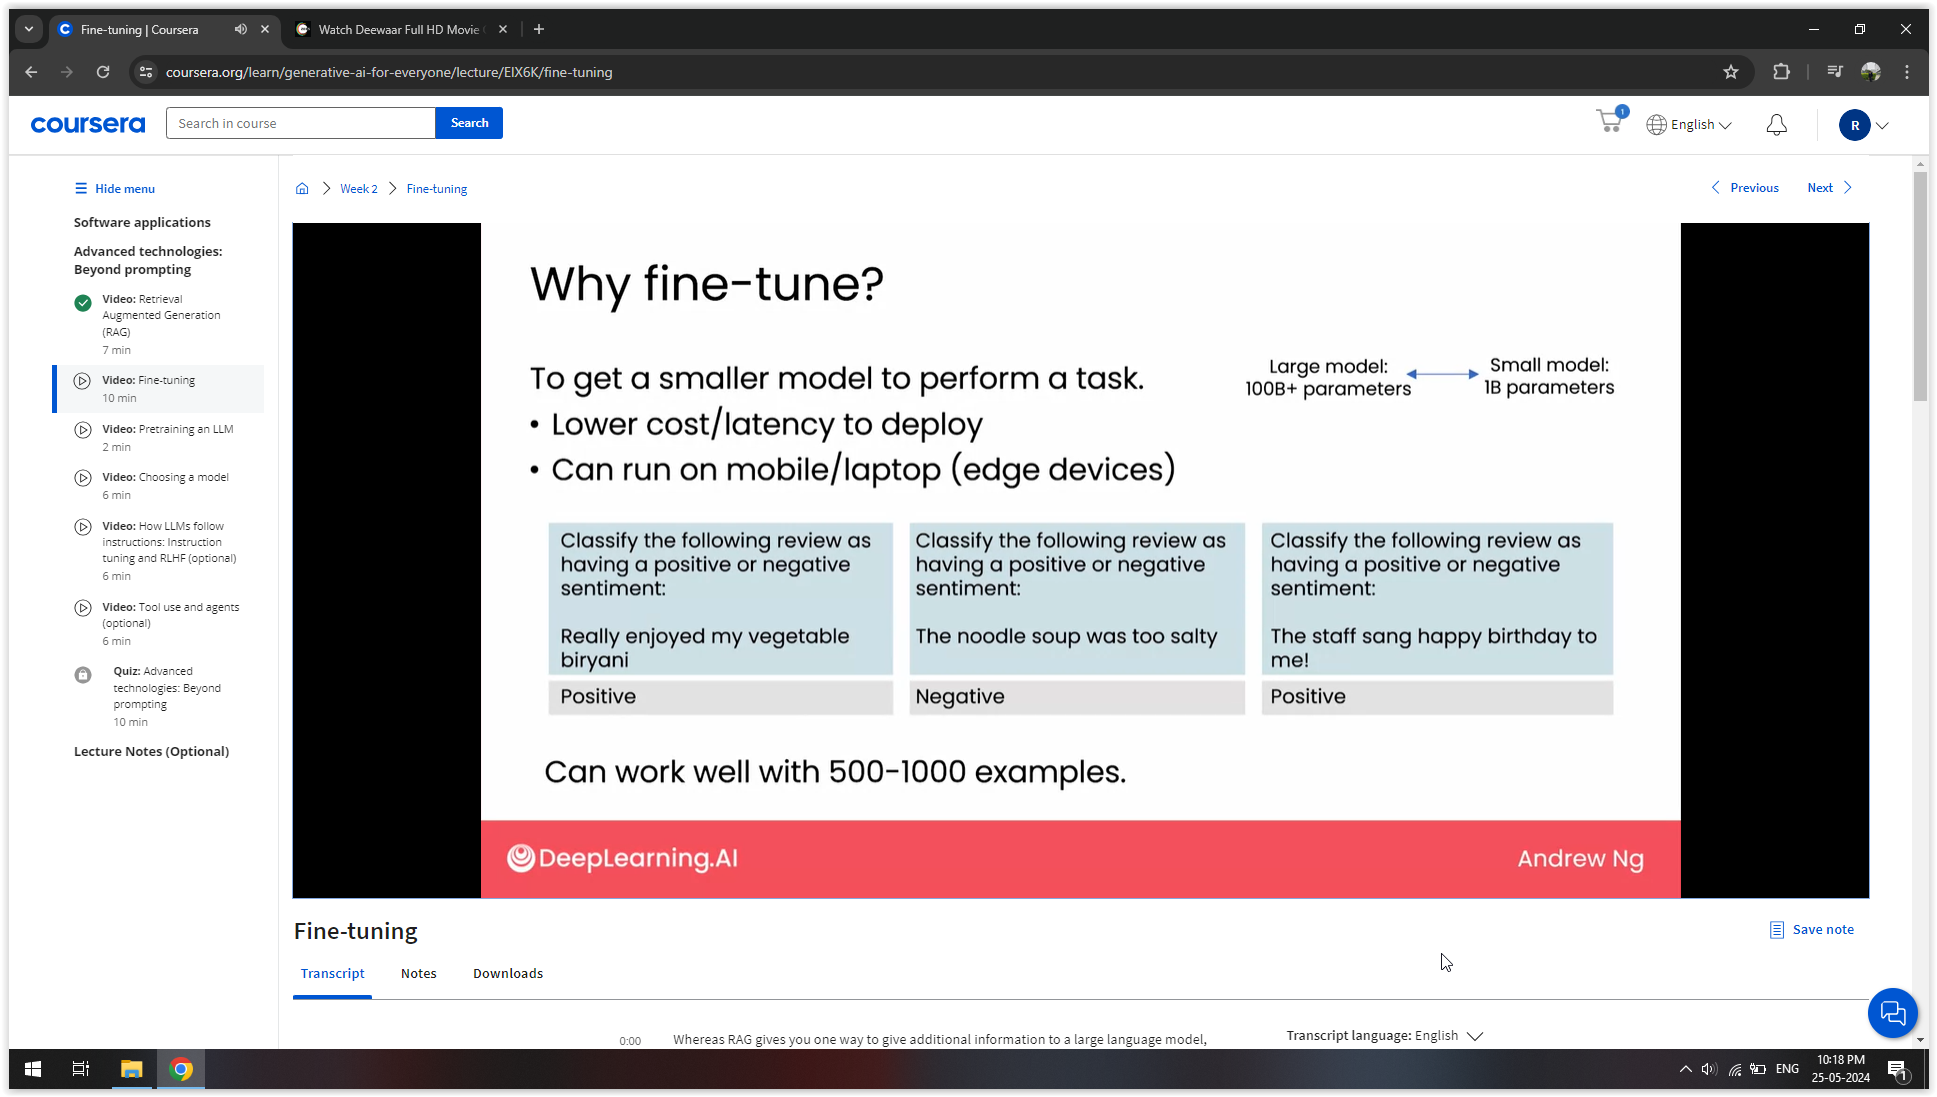 Fine-tuning | Coursera
Watch Deewaar Full HD Movie
coursera.org/learn/generative-ai-for-everyone/lecture/EIX6K/fine-tuning
coursera
Search in course
Search
1
English
R
Hide menu
Software applications
Advanced technologies:
Beyond prompting
Video: Retrieval
Augmented Generation
(RAG)
7 min
Video: Fine-tuning
10 min
Video: Pretraining an LLM
2 min
Video: Choosing a model
6 min
Video: How LLMs follow
instructions: Instruction
tuning and RLHF (optional)
6 min
Video: Tool use and agents
(optional)
6 min
Quiz: Advanced
technologies: Beyond
prompting
10 min
Lecture Notes (Optional)
Week 2
Fine-tuning
Previous
Next
Why fine-tune?
To get a smaller model to perform a task.
• Lower cost/latency to deploy
• Can run on mobile/laptop (edge devices)
Large model:
100B+ parameters
Small model:
1B parameters
Classify the following review as
having a positive or negative
sentiment:
Really enjoyed my vegetable
biryani
Positive
Classify the following review as
having a positive or negative
sentiment:
The noodle soup was too salty
Negative
Classify the following review as
having a positive or negative
sentiment:
The staff sang happy birthday to
me!
Positive
Can work well with 500-1000 examples.
DeepLearning.AI
Andrew Ng
Fine-tuning
Save note
Transcript
Notes
Downloads
0:00
Whereas RAG gives you one way to give additional information to a large language model,
Transcript language: English
ENG
10:18 PM
25-05-2024
1